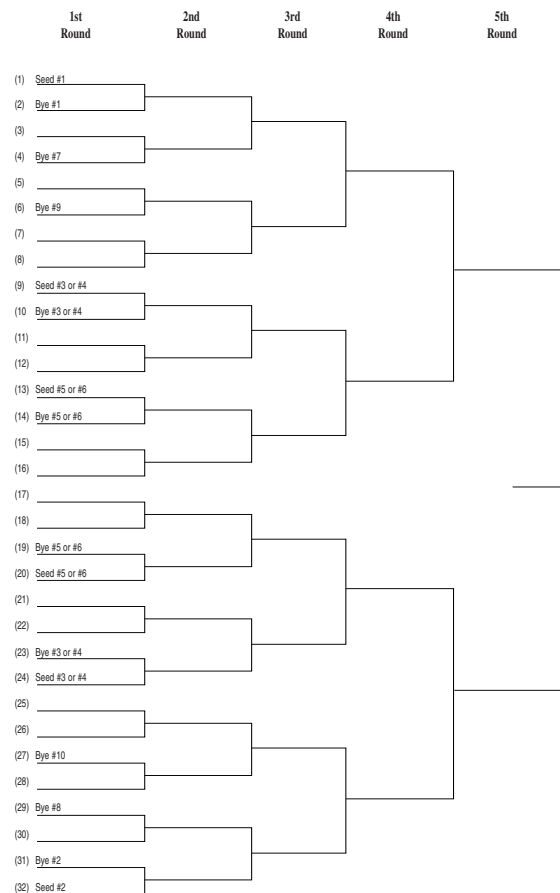 1st 2nd 3rd 4th 5th
Round Round Round Round Round
(1) Seed #1
(2) Bye #1
(3)
(4) Bye #7
(5)
(6) Bye #9
(7)
(8)
(9) Seed #3 or #4
(10 Bye #3 or #4
(11)
(12)
(13) Seed #5 or #6
(14) Bye #5 or #6
(15)
(16)
(17)
(18)
(19) Bye #5 or #6
(20) Seed #5 or #6
(21)
(22)
(23) Bye #3 or #4
(24) Seed #3 or #4
(25)
(26)
(27) Bye #10
(28)
(29) Bye #8
(30)
(31) Bye #2
(32) Seed #2